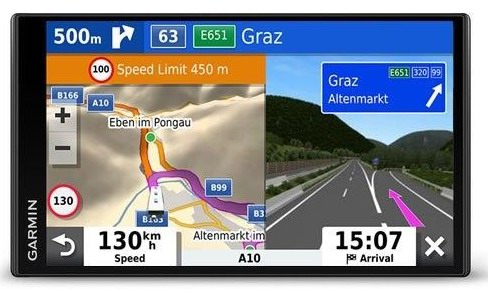 500m 63 E651 Graz
100 Speed Limit 450 m
B166
A10
Eben im Pongau
130
B99
B163
B3
Altenmarkt im
130 km h
Speed
A10
15:07
Arrival
Graz E651 320 99
Altenmarkt
GARMIN